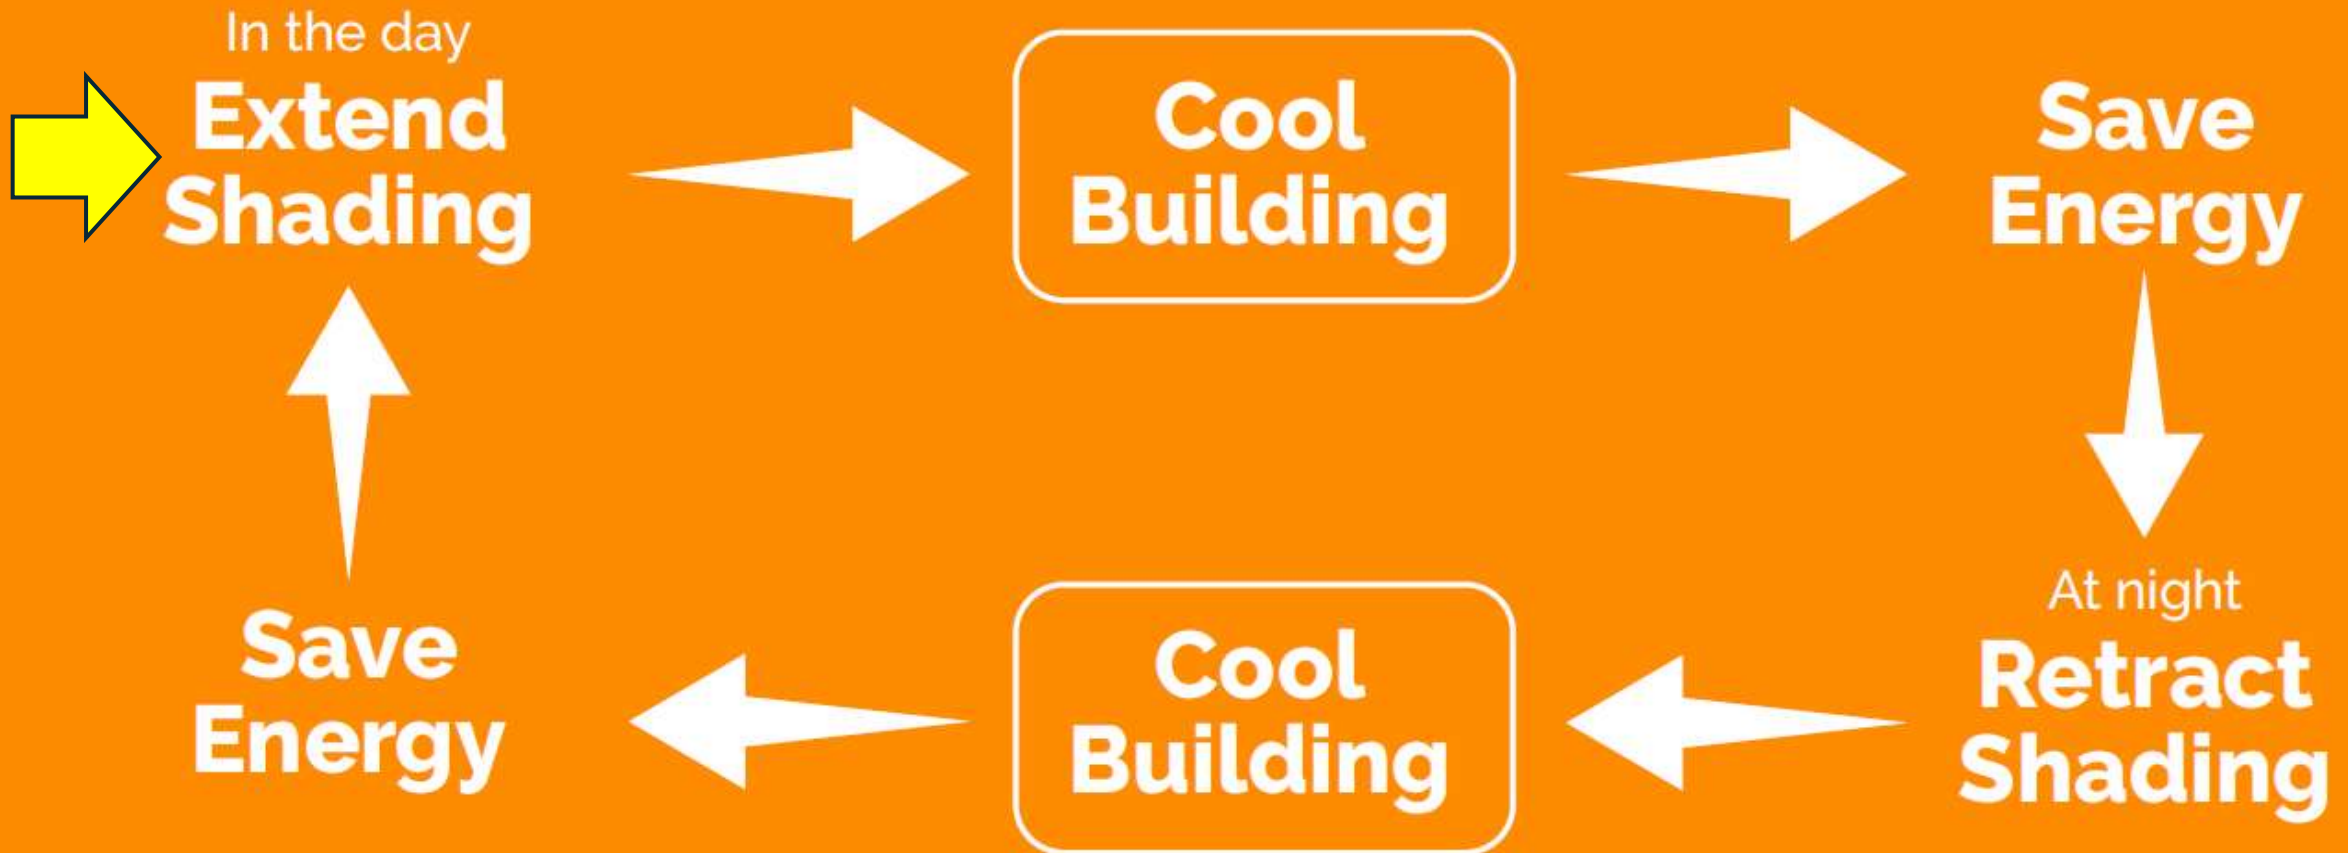 In the day
Extend
Shading
Cool
Building
Save
Energy
At night
Retract
Shading
Cool
Building
Save
Energy